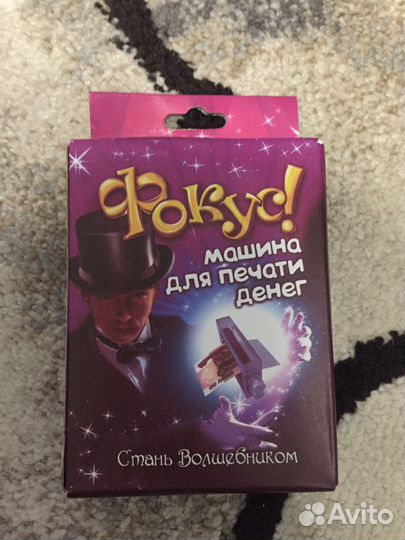 Фокус!
машина
для печати
денег
Стань Волшебником
Avito